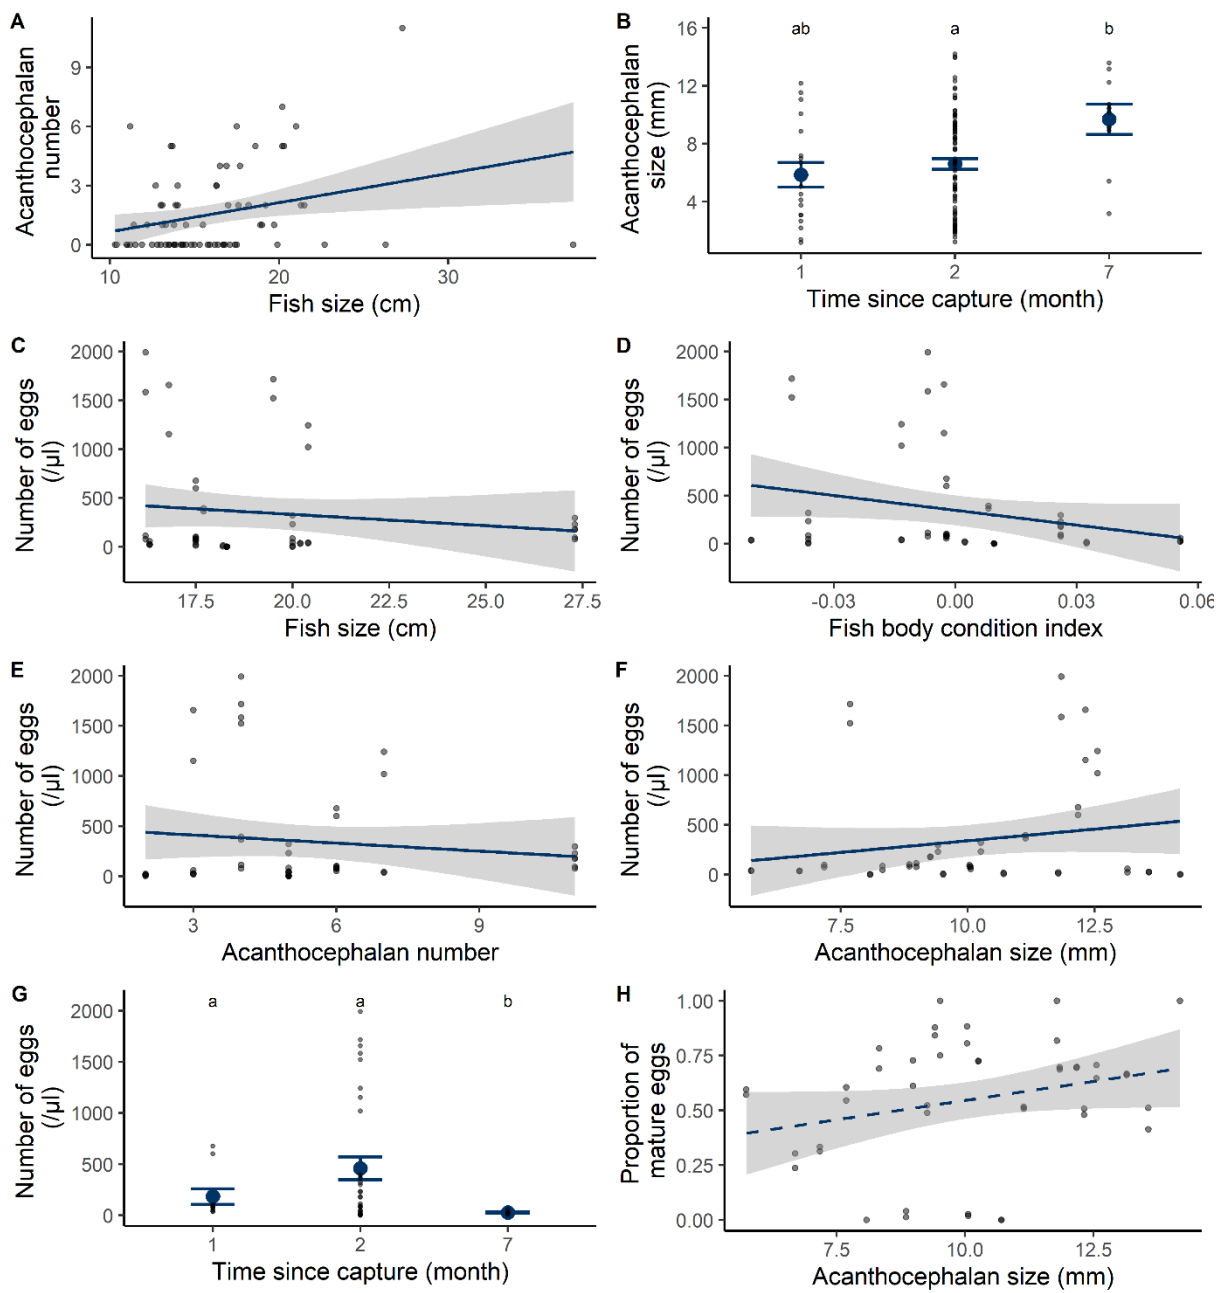 A
Acanthocephalan
number
9
6
3
0
10
20
30
Fish size (cm)
B
Acanthocephalan
size (mm)
16
12
8
4
ab
a
b
1
2
7
Time since capture (month)
C
Number of eggs
(/µl)
2000
1500
1000
500
0
17.5
20.0
22.5
25.0
27.5
Fish size (cm)
D
Number of eggs
(/µl)
2000
1500
1000
500
0
-0.03
0.00
0.03
0.06
Fish body condition index
E
Number of eggs
(/µl)
2000
1500
1000
500
0
3
6
9
Acanthocephalan number
F
Number of eggs
(/µl)
2000
1500
1000
500
0
7.5
10.0
12.5
Acanthocephalan size (mm)
G
Number of eggs
(/µl)
2000
1500
1000
500
0
a
a
b
1
2
7
Time since capture (month)
H
Proportion of
mature eggs
1.00
0.75
0.50
0.25
0.00
7.5
10.0
12.5
Acanthocephalan size (mm)